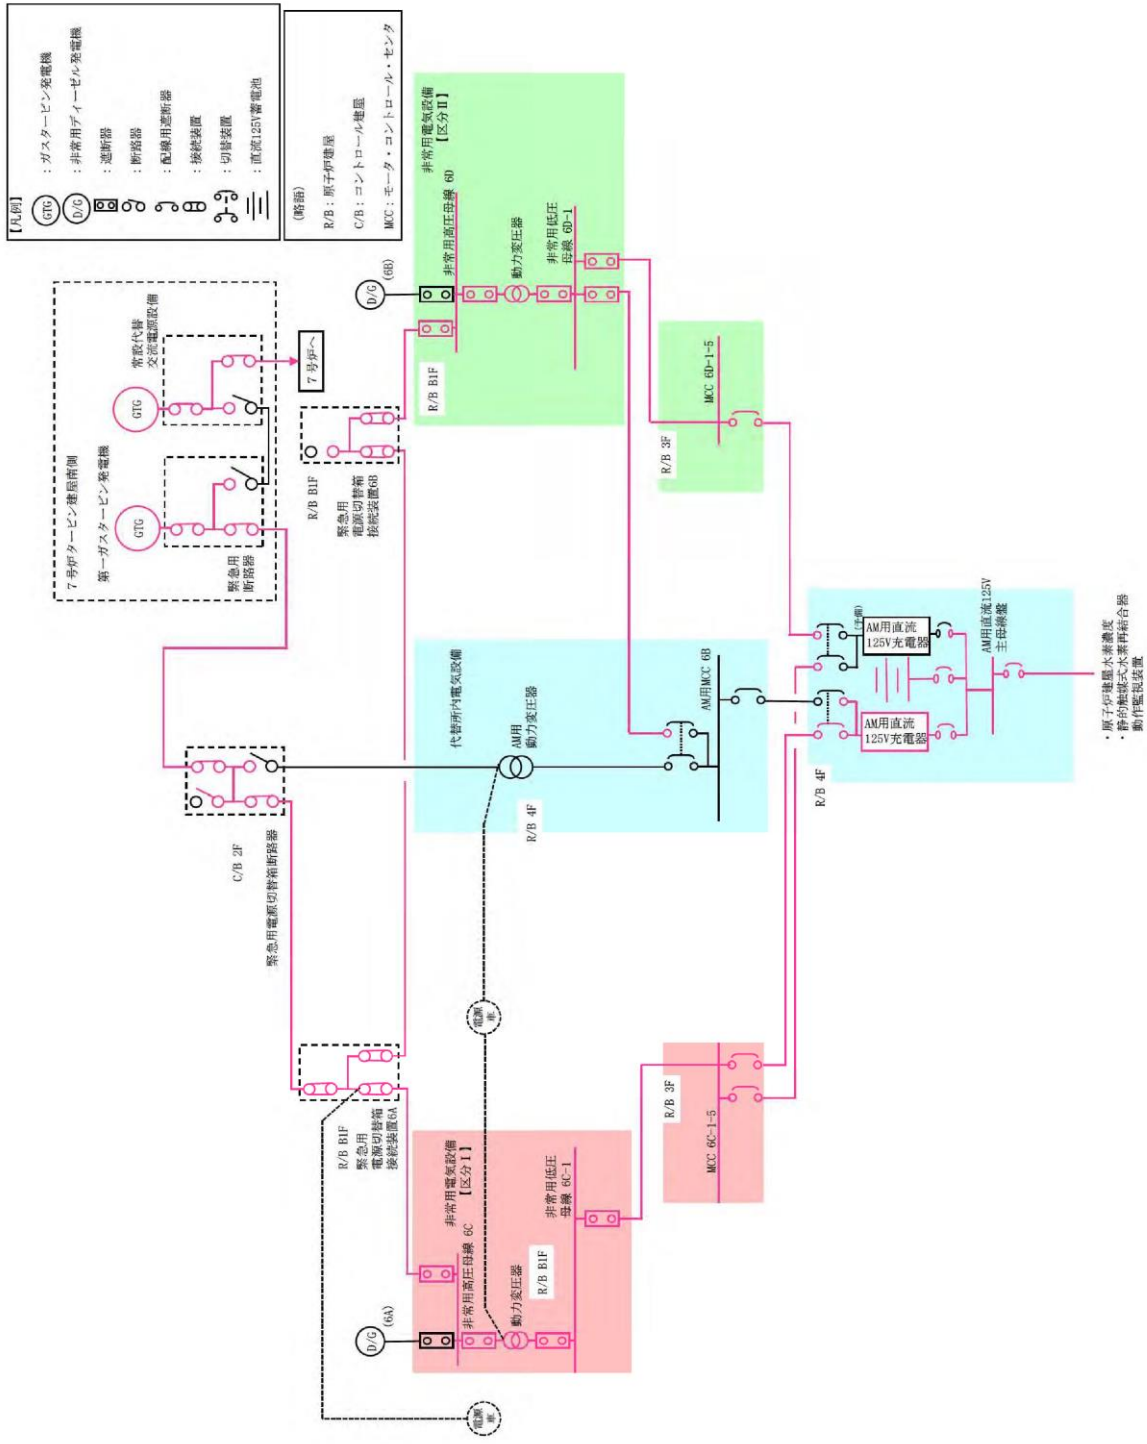 【凡例】
GTG
：ガスタービン発電機
D/G
：非常用ディーゼル発電機
：遮断器
：断路器
：配線用遮断器
：接続装置
：切替装置
：直流125V蓄電池
(略語)
R/B：原子炉建屋
C/B：コントロール建屋
MCC：モータ・コントロール・センタ
7号炉タービン建屋南側
第一ガスタービン発電機
常設代替
交流電源設備
GTG
GTG
緊急用
断路器
7号炉へ
C/B 2F
緊急用電源切替箱断路器
R/B B1F
緊急用
電源切替箱
接続装置6A
R/B B1F
緊急用
電源切替箱
接続装置6B
電源
車
電源
車
D/G
(6A)
非常用電気設備
【区分Ⅰ】
非常用高圧母線 6C
動力変圧器
R/B B1F
非常用低圧
母線 6C-1
代替所内電気設備
AM用
動力変圧器
R/B 4F
AM用MCC 6B
D/G
(6B)
非常用電気設備
【区分Ⅱ】
非常用高圧母線 6D
R/B B1F
動力変圧器
非常用低圧
母線 6D-1
R/B 3F
MCC 6C-1-5
R/B 3F
MCC 6D-1-5
R/B 4F
(予備)
AM用直流
125V充電器
AM用直流
125V充電器
AM用直流125V
主母線盤
・原子炉建屋水素濃度
・静的触媒式水素再結合器
動作監視装置